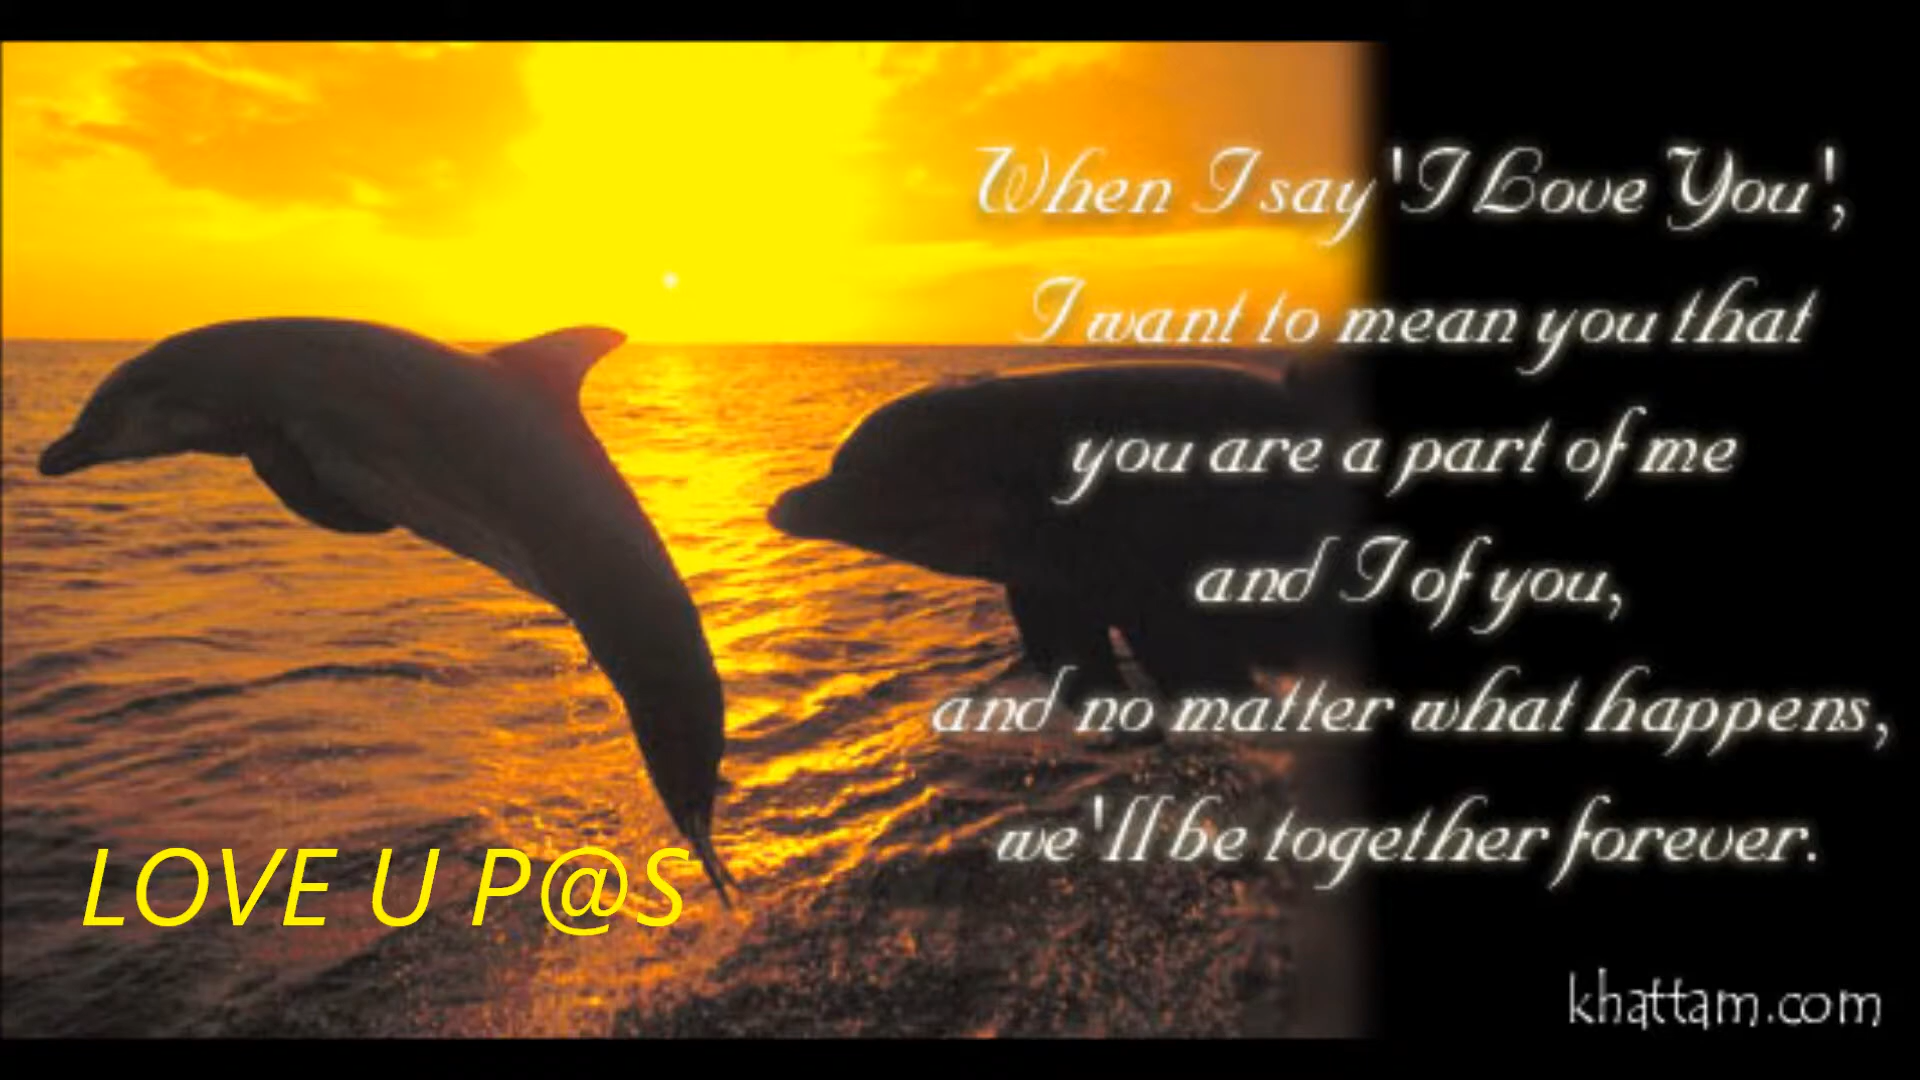 When I say 'I Love You',
I want to mean you that
you are a part of me
and I of you,
and no matter what happens,
we'll be together forever.
LOVE U P@S
khattam.com